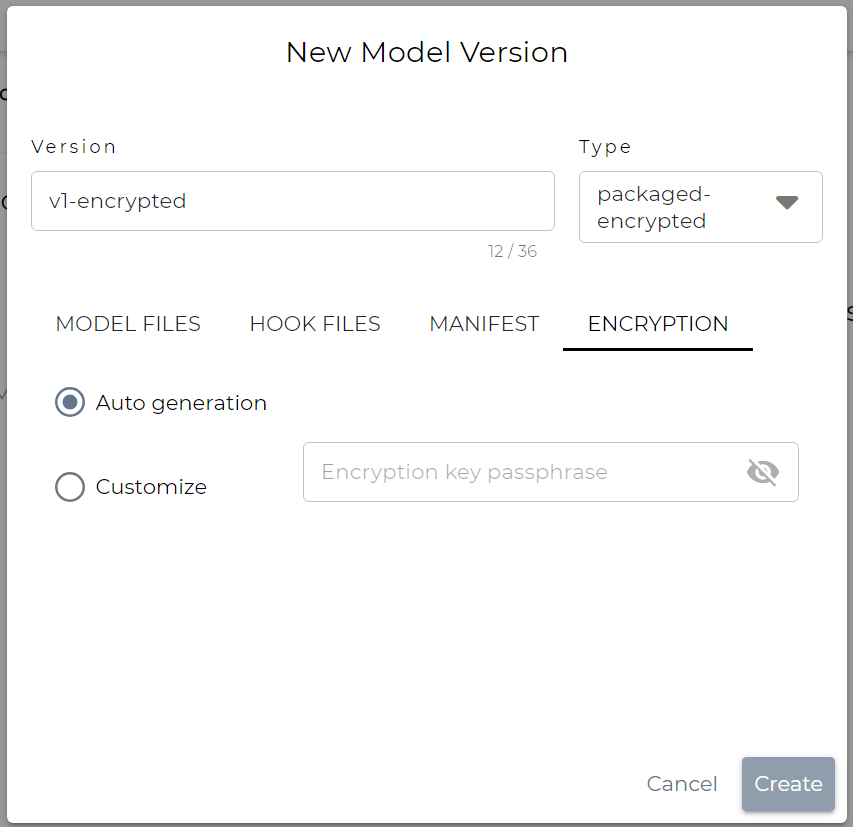 New Model Version
Version
Type
v1-encrypted
packaged-
encrypted
12 / 36
MODEL FILES
HOOK FILES
MANIFEST
ENCRYPTION
Auto generation
Customize
Encryption key passphrase
Cancel
Create